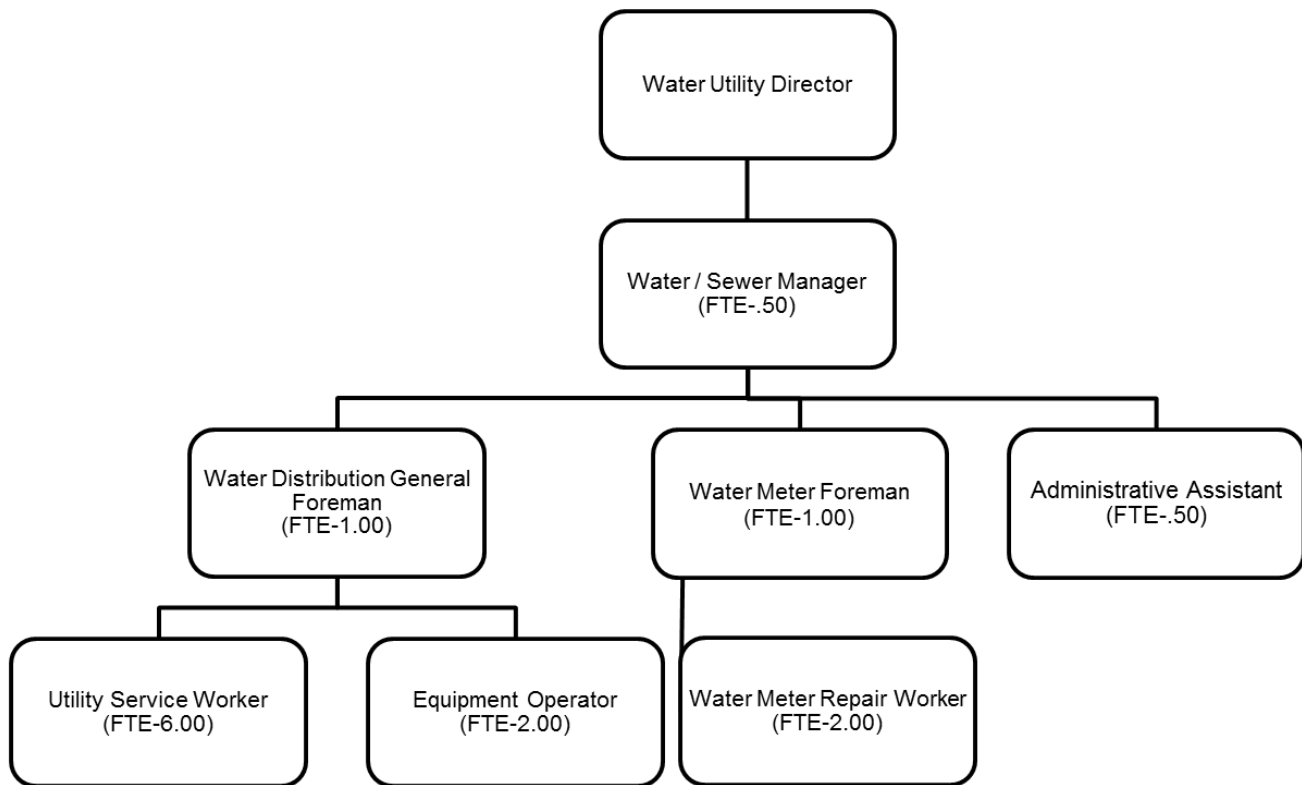 Water Utility Director
Water / Sewer Manager
(FTE-.50)
Water Distribution General
Foreman
(FTE-1.00)
Water Meter Foreman
(FTE-1.00)
Administrative Assistant
(FTE-.50)
Utility Service Worker
(FTE-6.00)
Equipment Operator
(FTE-2.00)
Water Meter Repair Worker
(FTE-2.00)